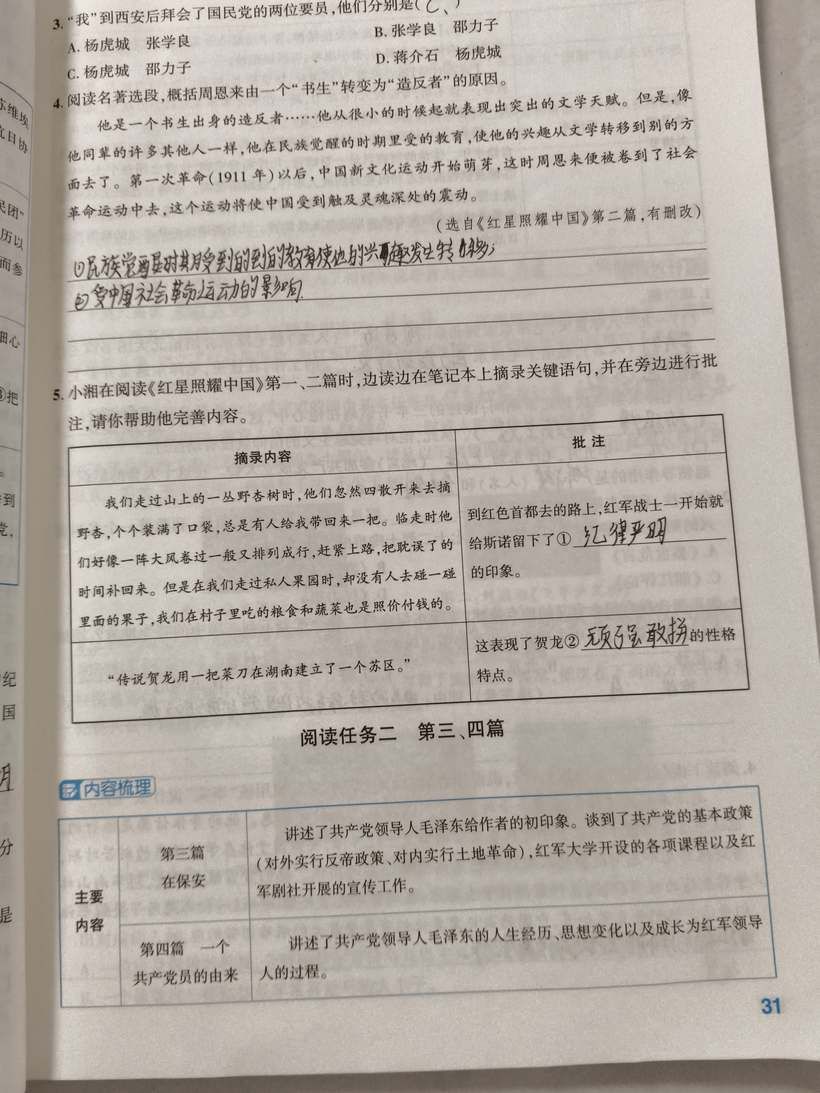 3. “我”到西安后拜会了国民党的两位要员,他们分别是( C、 )
A. 杨虎城 张学良 B. 张学良 邵力子
C. 杨虎城 邵力子 D. 蒋介石 杨虎城
4. 阅读名著选段,概括周恩来由一个“书生”转变为“造反者”的原因。
他是一个书生出身的造反者……他从很小的时候起就表现出突出的文学天赋。但是,像
他同辈的许多其他人一样,他在民族觉醒的时期里受的教育,使他的兴趣从文学转移到别的方
面去了。第一次革命(1911年)以后,中国新文化运动开始萌芽,这时周恩来便被卷到了社会
革命运动中去,这个运动将使中国受到触及灵魂深处的震动。
(选自《红星照耀中国》第二篇,有删改)
①民族觉醒时期受到的到的教育使他的兴趣发生转移;
②受中国社会革命运动的影响.
5. 小湘在阅读《红星照耀中国》第一、二篇时,边读边在笔记本上摘录关键语句,并在旁边进行批
注,请你帮助他完善内容。
摘录内容 批 注
我们走过山上的一丛野杏树时,他们忽然四散开来去摘
野杏,个个装满了口袋,总是有人给我带回来一把。临走时他
们好像一阵大风卷过一般又排列成行,赶紧上路,把耽误了的
时间补回来。但是在我们走过私人果园时,却没有人去碰一碰
里面的果子,我们在村子里吃的粮食和蔬菜也是照价付钱的。
到红色首都去的路上,红军战士一开始就
给斯诺留下了① 纪律严明
的印象。
“传说贺龙用一把菜刀在湖南建立了一个苏区。”
这表现了贺龙② 顽强敢拼 的性格
特点。
阅读任务二 第三、四篇
内容梳理
主要
内容
第三篇
在保安
讲述了共产党领导人毛泽东给作者的初印象。谈到了共产党的基本政策
(对外实行反帝政策、对内实行土地革命),红军大学开设的各项课程以及红
军剧社开展的宣传工作。
第四篇 一个
共产党员的由来
讲述了共产党领导人毛泽东的人生经历、思想变化以及成长为红军领导
人的过程。
31
苏维埃
抗日协
民团”
历以
面参
细心
③把
转到
党,
纪
国
月
分
是